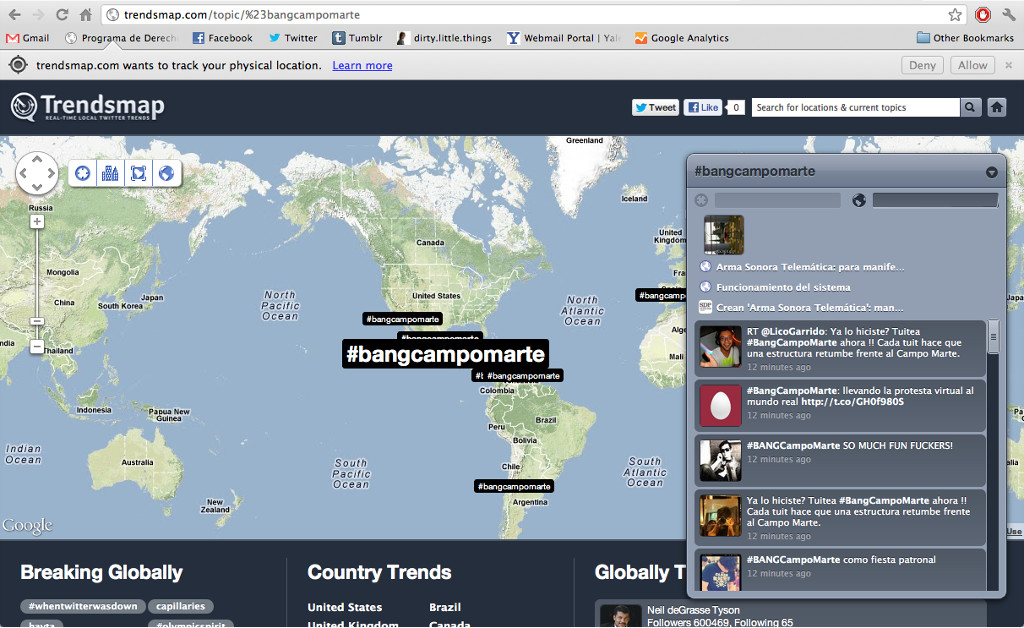 trendsmap.com/topic/%23bangcampomarte
Gmail Programa de Derech Facebook Twitter Tumblr dirty.little.things Webmail Portal | Yale Google Analytics Other Bookmarks
trendsmap.com wants to track your physical location. Learn more Deny Allow
Trendsmap
REAL-TIME LOCAL TWITTER TRENDS
Tweet Like 0 Search for locations & current topics
Greenland
Russia
Iceland
Canada
United
Kingdom
Mongolia
China
South Korea
Japan
North
Pacific
Ocean
United States
North
Atlantic
Ocean
#bangcamp
#bangcampomarte
#bangcampomarte
#bangcampomarte
#bangcampomarte
Thailand
Mali
Colombia
Indonesia
Papua New
Guinea
Brazil
Peru
Bolivia
Indian
Ocean
Australia
South
Pacific
Ocean
Chile
South
Atlantic
Ocean
#bangcampomarte
Argentina
New
Zealand
Google
Use
#bangcampomarte
Arma Sonora Telemática: para manife...
Funcionamiento del sistema
Crean 'Arma Sonora Telemática': man...
RT @LicoGarrido: Ya lo hiciste? Tuitea
#BangCampoMarte ahora !! Cada tuit hace que
una estructura retumbe frente al Campo Marte.
12 minutes ago
#BangCampoMarte: llevando la protesta virtual al
mundo real http://t.co/GH0f980S
12 minutes ago
#BANGCampoMarte SO MUCH FUN FUCKERS!
12 minutes ago
Ya lo hiciste? Tuitea #BangCampoMarte ahora !!
Cada tuit hace que una estructura retumbe frente
al Campo Marte.
12 minutes ago
#BANGCampoMarte como fiesta patronal
12 minutes ago
Breaking Globally
#whentwitterwasdown capillaries
#olympicspirit
Country Trends
United States Brazil
United Kingdom Canada
Globally T
Neil deGrasse Tyson
Followers 600469, Following 65